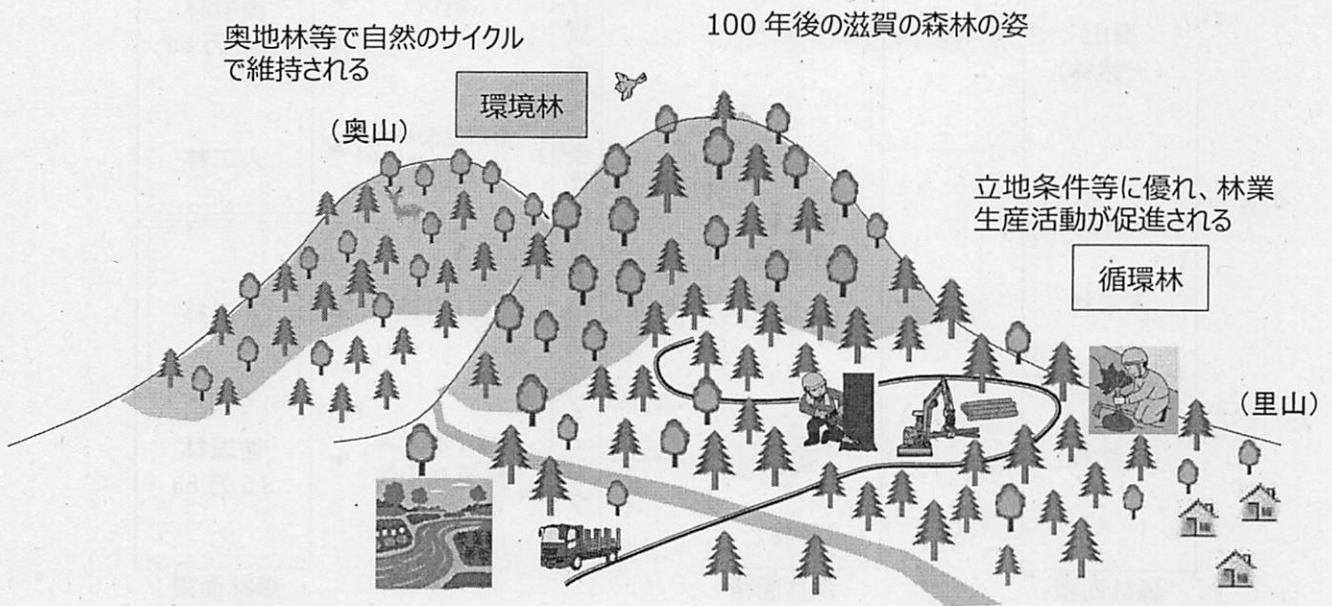 100 年後の滋賀の森林の姿
奥地林等で自然のサイクル
で維持される
環境林
（奥山）
立地条件等に優れ、林業
生産活動が促進される
循環林
（里山）